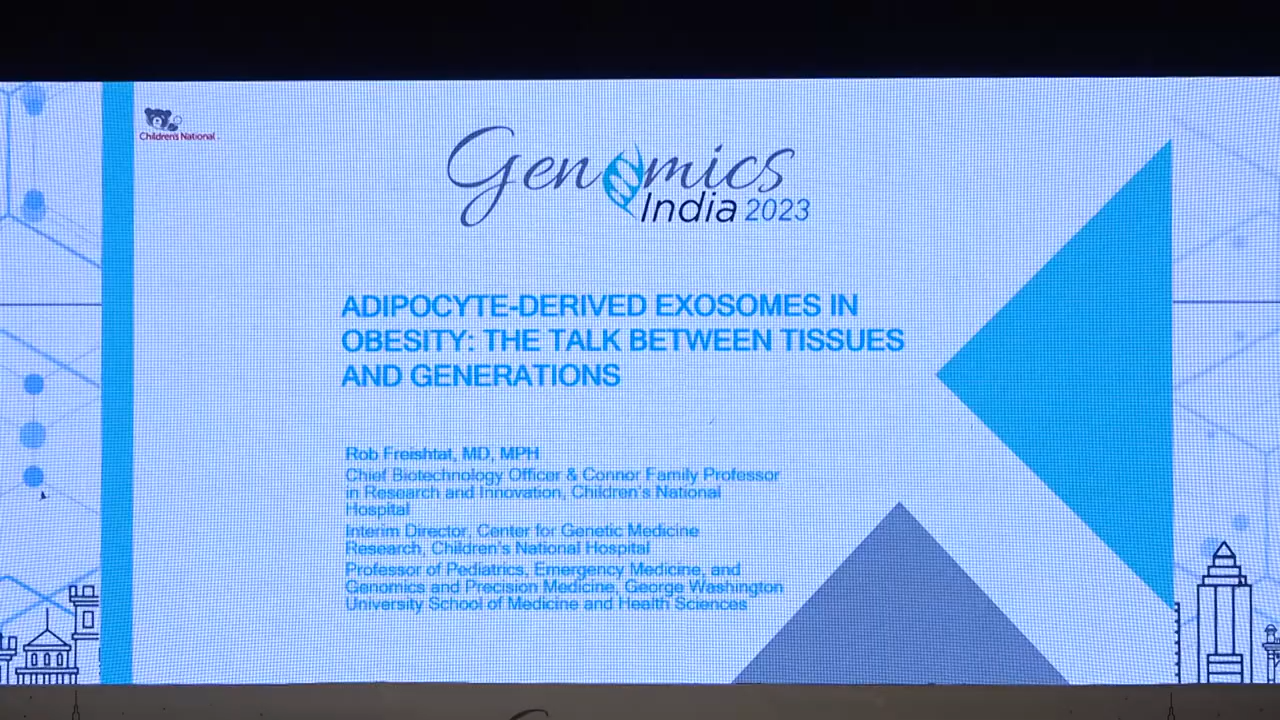 Children's National
Genomics
India 2023
ADIPOCYTE-DERIVED EXOSOMES IN
OBESITY: THE TALK BETWEEN TISSUES
AND GENERATIONS
Rob Freishtat, MD, MPH
Chief Biotechnology Officer & Connor Family Professor
in Research and Innovation, Children's National
Hospital
Interim Director, Center for Genetic Medicine
Research, Children's National Hospital
Professor of Pediatrics, Emergency Medicine, and
Genomics and Precision Medicine, George Washington
University School of Medicine and Health Sciences